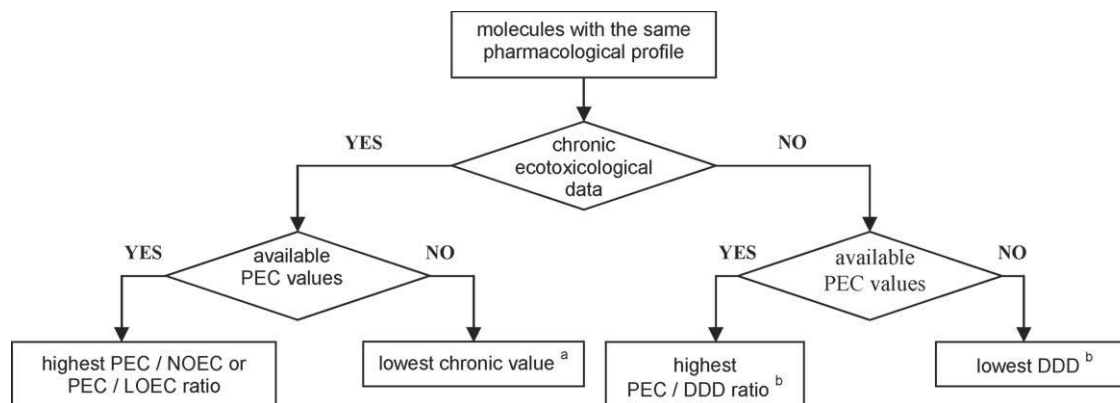 molecules with the same
pharmacological profile
YES
NO
chronic
ecotoxicological
data
YES
NO
available
PEC values
YES
NO
available
PEC values
highest PEC / NOEC or
PEC / LOEC ratio
lowest chronic value a
highest
PEC / DDD ratio b
lowest DDD b